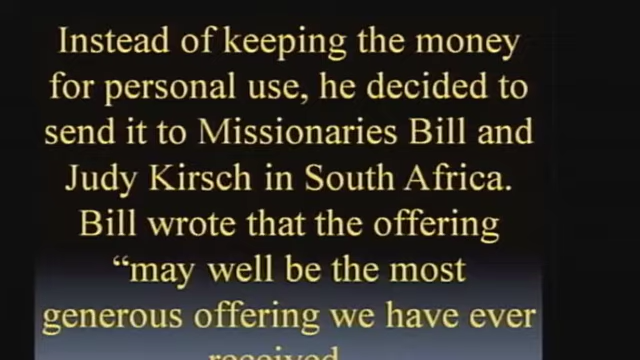 Instead of keeping the money
for personal use, he decided to
send it to Missionaries Bill and
Judy Kirsch in South Africa.
Bill wrote that the offering
“may well be the most
generous offering we have ever
received